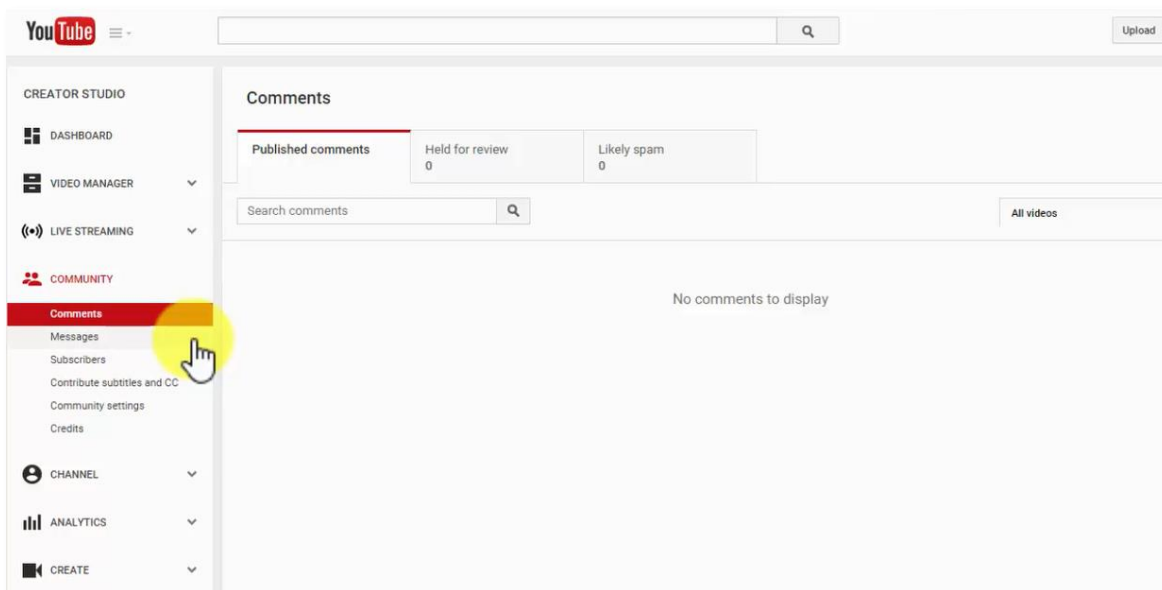 YouTube
Upload
CREATOR STUDIO
DASHBOARD
VIDEO MANAGER
LIVE STREAMING
COMMUNITY
Comments
Messages
Subscribers
Contribute subtitles and CC
Community settings
Credits
CHANNEL
ANALYTICS
CREATE
Comments
Published comments
Held for review
0
Likely spam
0
Search comments
All videos
No comments to display